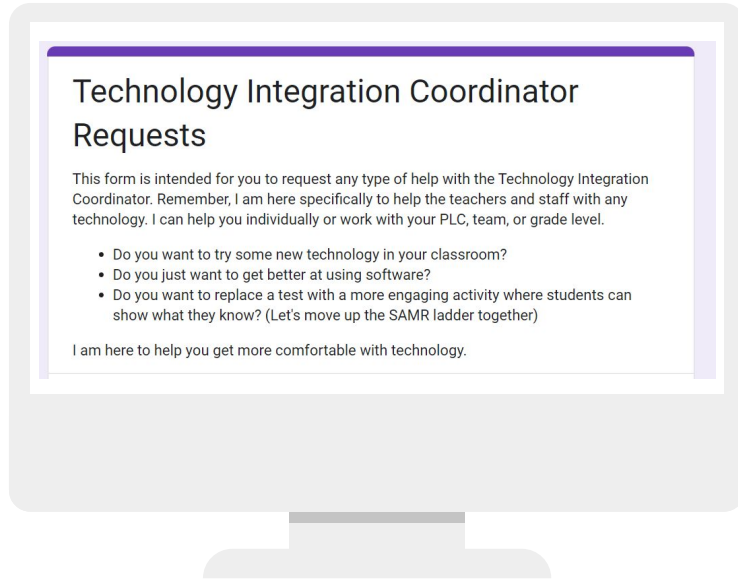 Technology Integration Coordinator
Requests
This form is intended for you to request any type of help with the Technology Integration
Coordinator. Remember, I am here specifically to help the teachers and staff with any
technology. I can help you individually or work with your PLC, team, or grade level.
• Do you want to try some new technology in your classroom?
• Do you just want to get better at using software?
• Do you want to replace a test with a more engaging activity where students can
show what they know? (Let's move up the SAMR ladder together)
I am here to help you get more comfortable with technology.